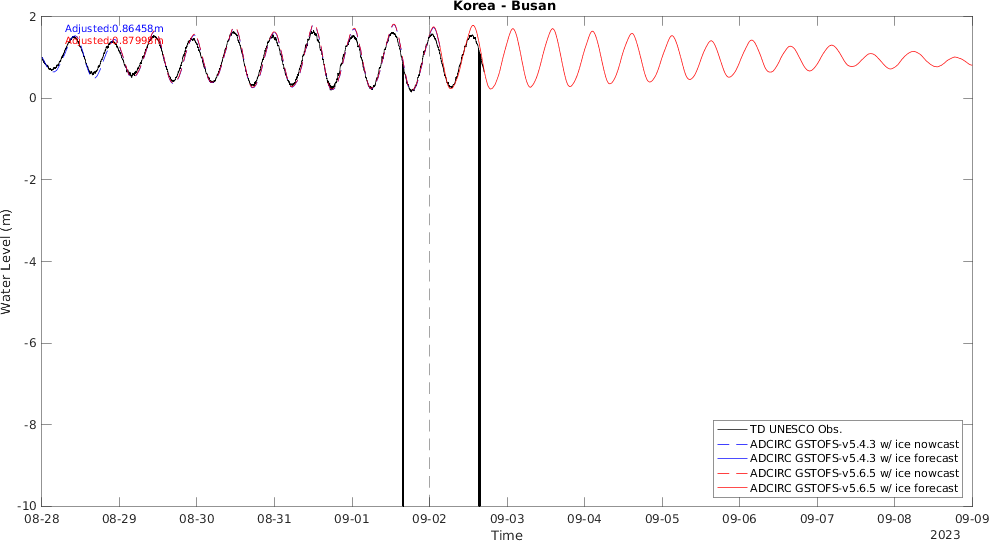 Korea - Busan
Adjusted:0.86458m
Adjusted:0.87998m
2
0
-2
-4
-6
-8
-10
Water Level (m)
TD UNESCO Obs.
ADCIRC GSTOFS-v5.4.3 w/ ice nowcast
ADCIRC GSTOFS-v5.4.3 w/ ice forecast
ADCIRC GSTOFS-v5.6.5 w/ ice nowcast
ADCIRC GSTOFS-v5.6.5 w/ ice forecast
08-28 08-29 08-30 08-31 09-01 09-02 09-03 09-04 09-05 09-06 09-07 09-08 09-09
Time
2023